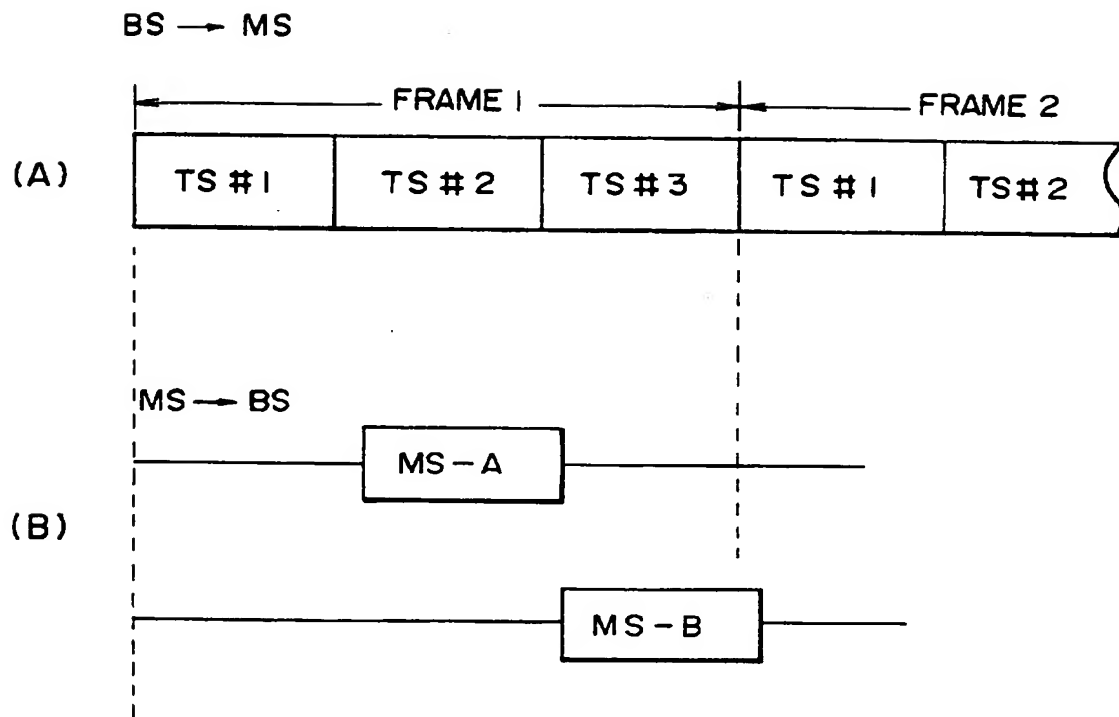 BS → MS
FRAME 1 FRAME 2
(A) TS #1 TS #2 TS #3 TS #1 TS #2
MS → BS
MS-A
(B)
MS-B